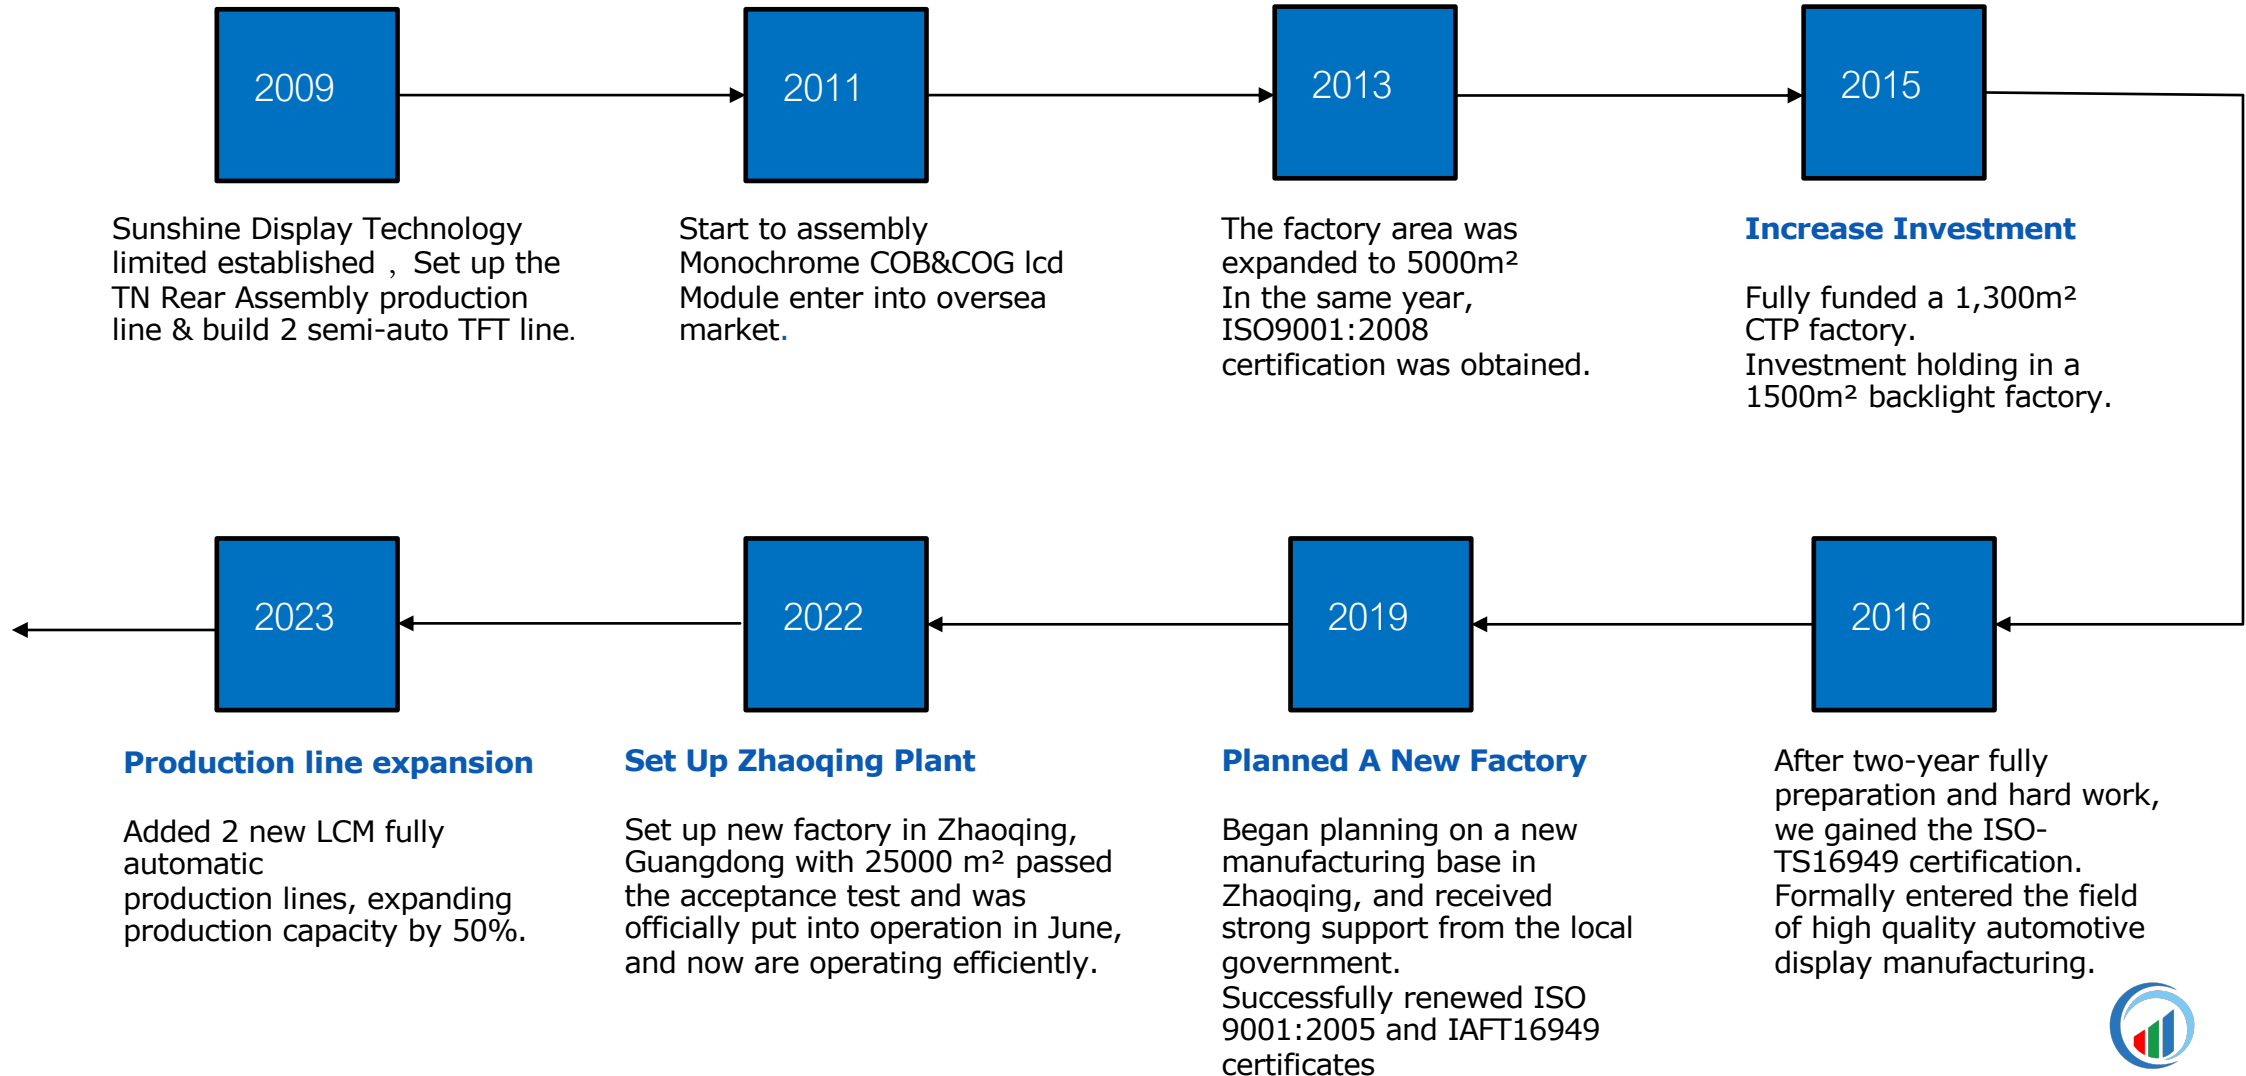 2009
2011
2013
2015
Sunshine Display Technology
limited established ，Set up the
TN Rear Assembly production
line & build 2 semi-auto TFT line.
Start to assembly
Monochrome COB&COG lcd
Module enter into oversea
market.
The factory area was
expanded to 5000m²
In the same year,
ISO9001:2008
certification was obtained.
Increase Investment
Fully funded a 1,300m²
CTP factory.
Investment holding in a
1500m² backlight factory.
2023
2022
2019
2016
Production line expansion
Added 2 new LCM fully
automatic
production lines, expanding
production capacity by 50%.
Set Up Zhaoqing Plant
Set up new factory in Zhaoqing,
Guangdong with 25000 m² passed
the acceptance test and was
officially put into operation in June,
and now are operating efficiently.
Planned A New Factory
Began planning on a new
manufacturing base in
Zhaoqing, and received
strong support from the local
government.
Successfully renewed ISO
9001:2005 and IAFT16949
certificates
After two-year fully
preparation and hard work,
we gained the ISO-
TS16949 certification.
Formally entered the field
of high quality automotive
display manufacturing.